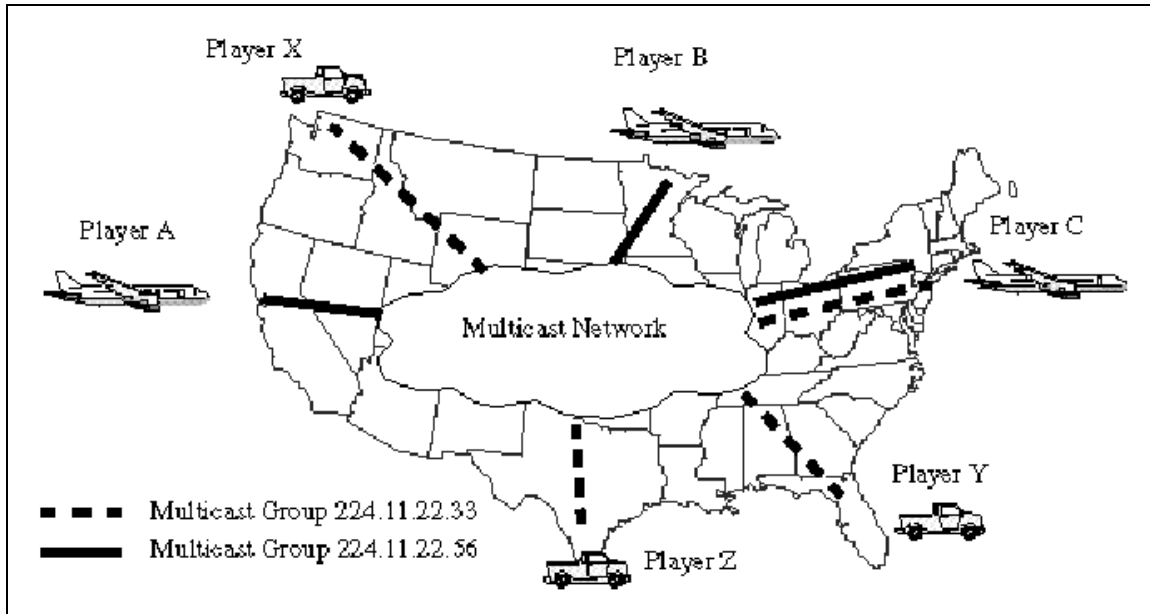 Player X
Player B
Player A
Player C
Multicast Network
Player Y
Multicast Group 224.11.22.33
Multicast Group 224.11.22.56
Player Z